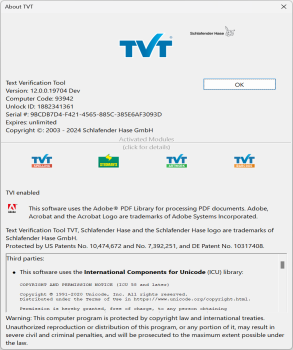 About TVT
TVT
Schlafender Hase
Text Verification Tool
Version: 12.0.0.19704 Dev
Computer Code: 93942
Unlock ID: 1882341361
Serial #: 98CD87D4-F421-4565-885C-385E6AF3093D
Expires: unlimited
Copyright ©: 2003 - 2024 Schlafender Hase GmbH
OK
Activated Modules
(click for details)
TVT
TVT
TVT
TVI enabled
This software uses the Adobe® PDF Library for processing PDF documents. Adobe,
Acrobat and the Acrobat Logo are trademarks of Adobe Systems Incorporated.
Text Verification Tool TVT, Schlafender Hase and the Schlafender Hase logo are trademarks of
Schlafender Hase GmbH.
Protected by US Patents No. 10,474,672 and No. 7,392,251, and DE Patent No. 10317408.
Third parties:
• This software uses the International Components for Unicode (ICU) library:
COPYRIGHT AND PERMISSION NOTICE (ICU 58 and later)
Copyright © 1991-2020 Unicode, Inc. All rights reserved.
Distributed under the Terms of Use in https://www.unicode.org/copyright.html.
Permission is hereby granted, free of charge, to any person obtaining
Warning: This computer program is protected by copyright law and international treaties.
Unauthorized reproduction or distribution of this program, or any portion of it, may result in
severe civil and criminal penalties, and will be prosecuted to the maximum extent possible under
the law.